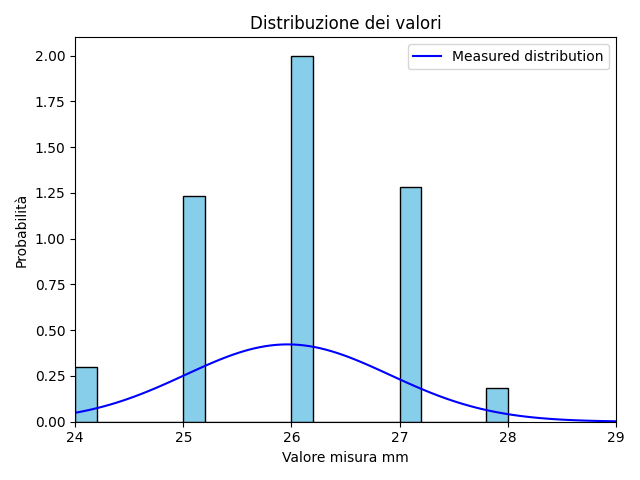 Distribuzione dei valori
Measured distribution
2.00
1.75
1.50
1.25
1.00
0.75
0.50
0.25
0.00
Probabilità
24 25 26 27 28 29
Valore misura mm